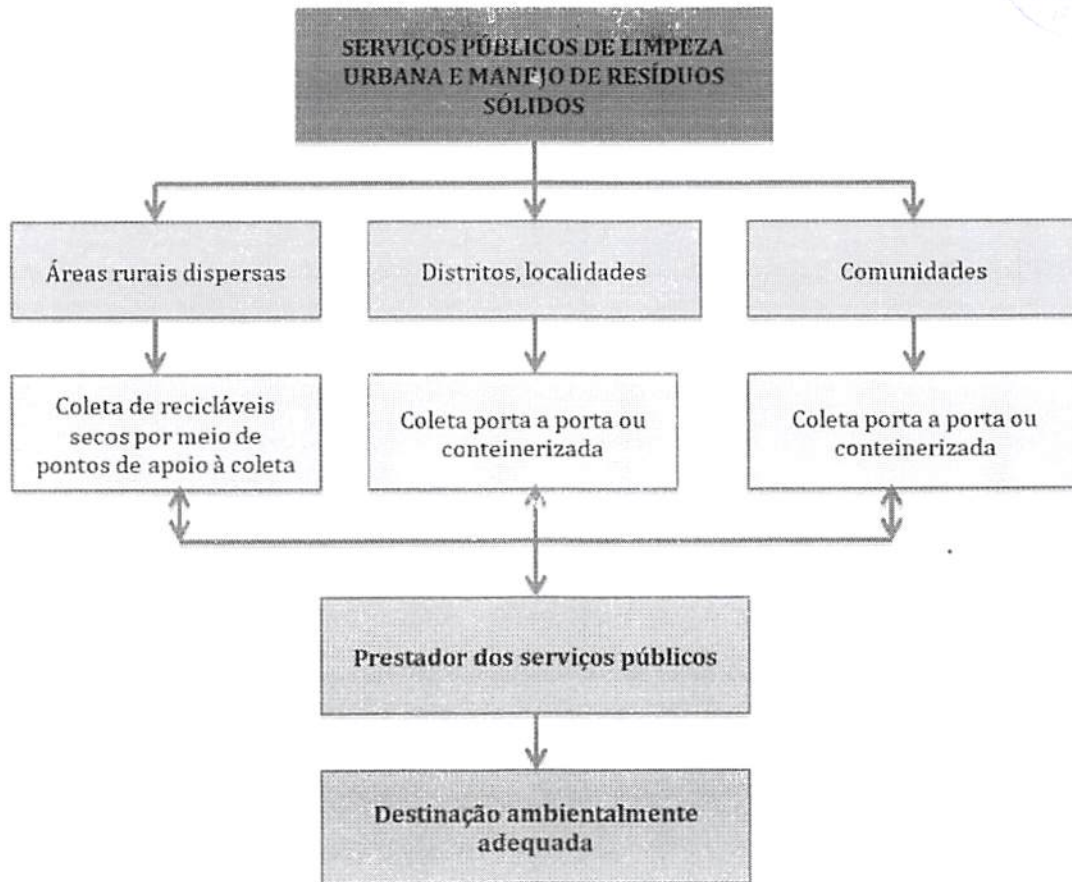 SERVIÇOS PÚBLICOS DE LIMPEZA
URBANA E MANEJO DE RESÍDUOS
SÓLIDOS
Áreas rurais dispersas
Distritos, localidades
Comunidades
Coleta de recicláveis
secos por meio de
pontos de apoio à coleta
Coleta porta a porta ou
conteinerizada
Coleta porta a porta ou
conteinerizada
Prestador dos serviços públicos
Destinação ambientalmente
adequada